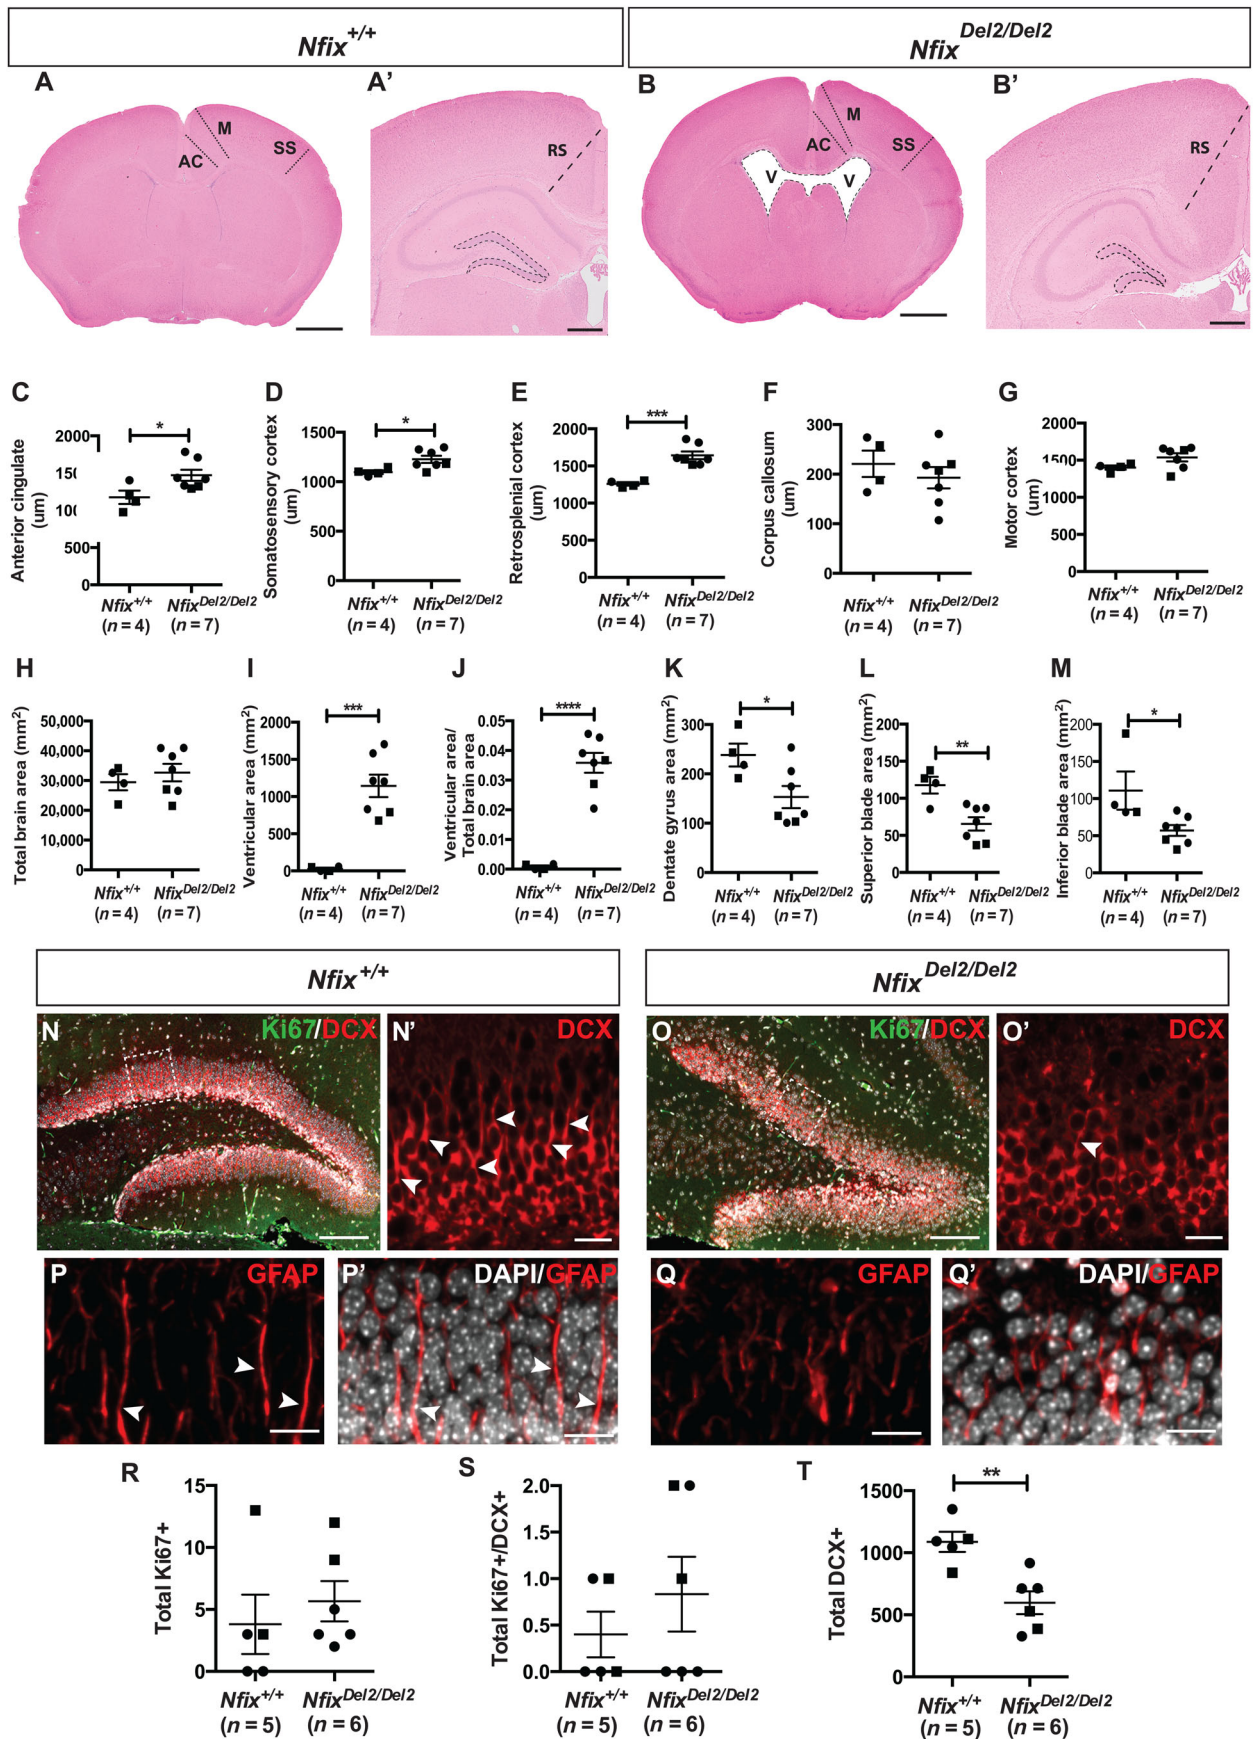 Nfix+/+
Nfix Del2/Del2
A
A'
B
B'
M
AC
SS
RS
M
AC
SS
V
V
RS
C
D
E
F
G
Anterior cingulate (um)
2000
150
100
500
0
*
Nfix+/+
(n = 4)
NfixDel2/Del2
(n = 7)
Somatosensory cortex (um)
1500
1000
500
0
*
Nfix+/+
(n = 4)
NfixDel2/Del2
(n = 7)
Retrosplenial cortex (um)
2000
1500
1000
500
0
***
Nfix+/+
(n = 4)
NfixDel2/Del2
(n = 7)
Corpus callosum (um)
300
200
100
0
Nfix+/+
(n = 4)
NfixDel2/Del2
(n = 7)
Motor cortex (um)
2000
1500
1000
500
0
Nfix+/+
(n = 4)
NfixDel2/Del2
(n = 7)
H
I
J
K
L
M
Total brain area (mm2)
50,000
40,000
30,000
20,000
10,000
0
Nfix+/+
(n = 4)
NfixDel2/Del2
(n = 7)
Ventricular area (mm2)
2000
1500
1000
500
0
***
Nfix+/+
(n = 4)
NfixDel2/Del2
(n = 7)
Ventricular area/
Total brain area
0.05
0.04
0.03
0.02
0.01
0.00
****
Nfix+/+
(n = 4)
NfixDel2/Del2
(n = 7)
Dentate gyrus area (mm2)
300
200
100
0
*
Nfix+/+
(n = 4)
NfixDel2/Del2
(n = 7)
Superior blade area (mm2)
200
150
100
50
0
**
Nfix+/+
(n = 4)
NfixDel2/Del2
(n = 7)
Inferior blade area (mm2)
200
150
100
50
0
*
Nfix+/+
(n = 4)
NfixDel2/Del2
(n = 7)
Nfix+/+
Nfix Del2/Del2
N
Ki67/DCX
N'
DCX
O
Ki67/DCX
O'
DCX
P
GFAP
P'
DAPI/GFAP
Q
GFAP
Q'
DAPI/GFAP
R
S
T
Total Ki67+
15
10
5
0
Nfix+/+
(n = 5)
NfixDel2/Del2
(n = 6)
Total Ki67+/DCX+
2.0
1.5
1.0
0.5
0.0
Nfix+/+
(n = 5)
NfixDel2/Del2
(n = 6)
Total DCX+
1500
1000
500
0
**
Nfix+/+
(n = 5)
NfixDel2/Del2
(n = 6)